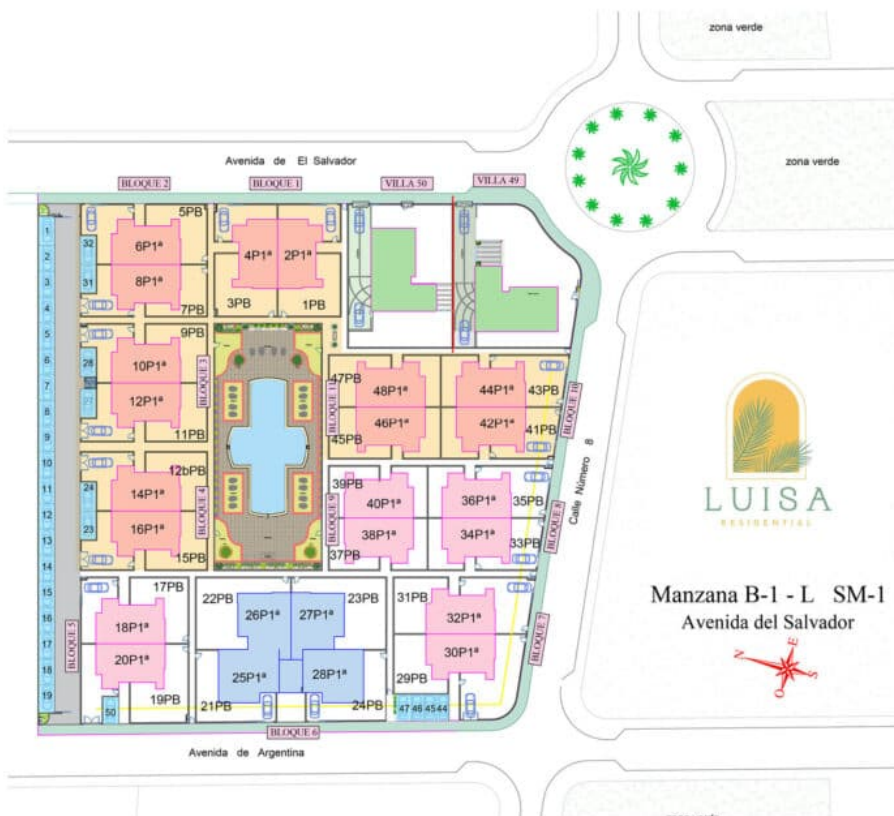 zona verde
Avenida de El Salvador
zona verde
BLOQUE 2
BLOQUE 1
VILLA 50
VILLA 49
5PB
6P1ª
8P1ª
7PB
4P1ª
2P1ª
3PB
1PB
32
31
1
2
3
4
5
6
7
8
9
10
11
12
13
14
15
16
17
18
19
9PB
10P1ª
12P1ª
11PB
BLOQUE 3
28
27
47PB
48P1ª
46P1ª
45PB
BLOQUE 11
44P1ª
43PB
42P1ª
41PB
BLOQUE 10
12bPB
14P1ª
16P1ª
15PB
BLOQUE 4
24
23
39PB
40P1ª
38P1ª
37PB
BLOQUE 9
36P1ª
35PB
34P1ª
33PB
BLOQUE 8
Calle Número 8
17PB
18P1ª
20P1ª
19PB
BLOQUE 5
50
22PB
26P1ª
27P1ª
23PB
25P1ª
28P1ª
21PB
24PB
BLOQUE 6
31PB
32P1ª
30P1ª
29PB
BLOQUE 7
47 46 45 44
Avenida de Argentina
LUISA
RESIDENTIAL
Manzana B-1 - L SM-1
Avenida del Salvador
N
E
S
O